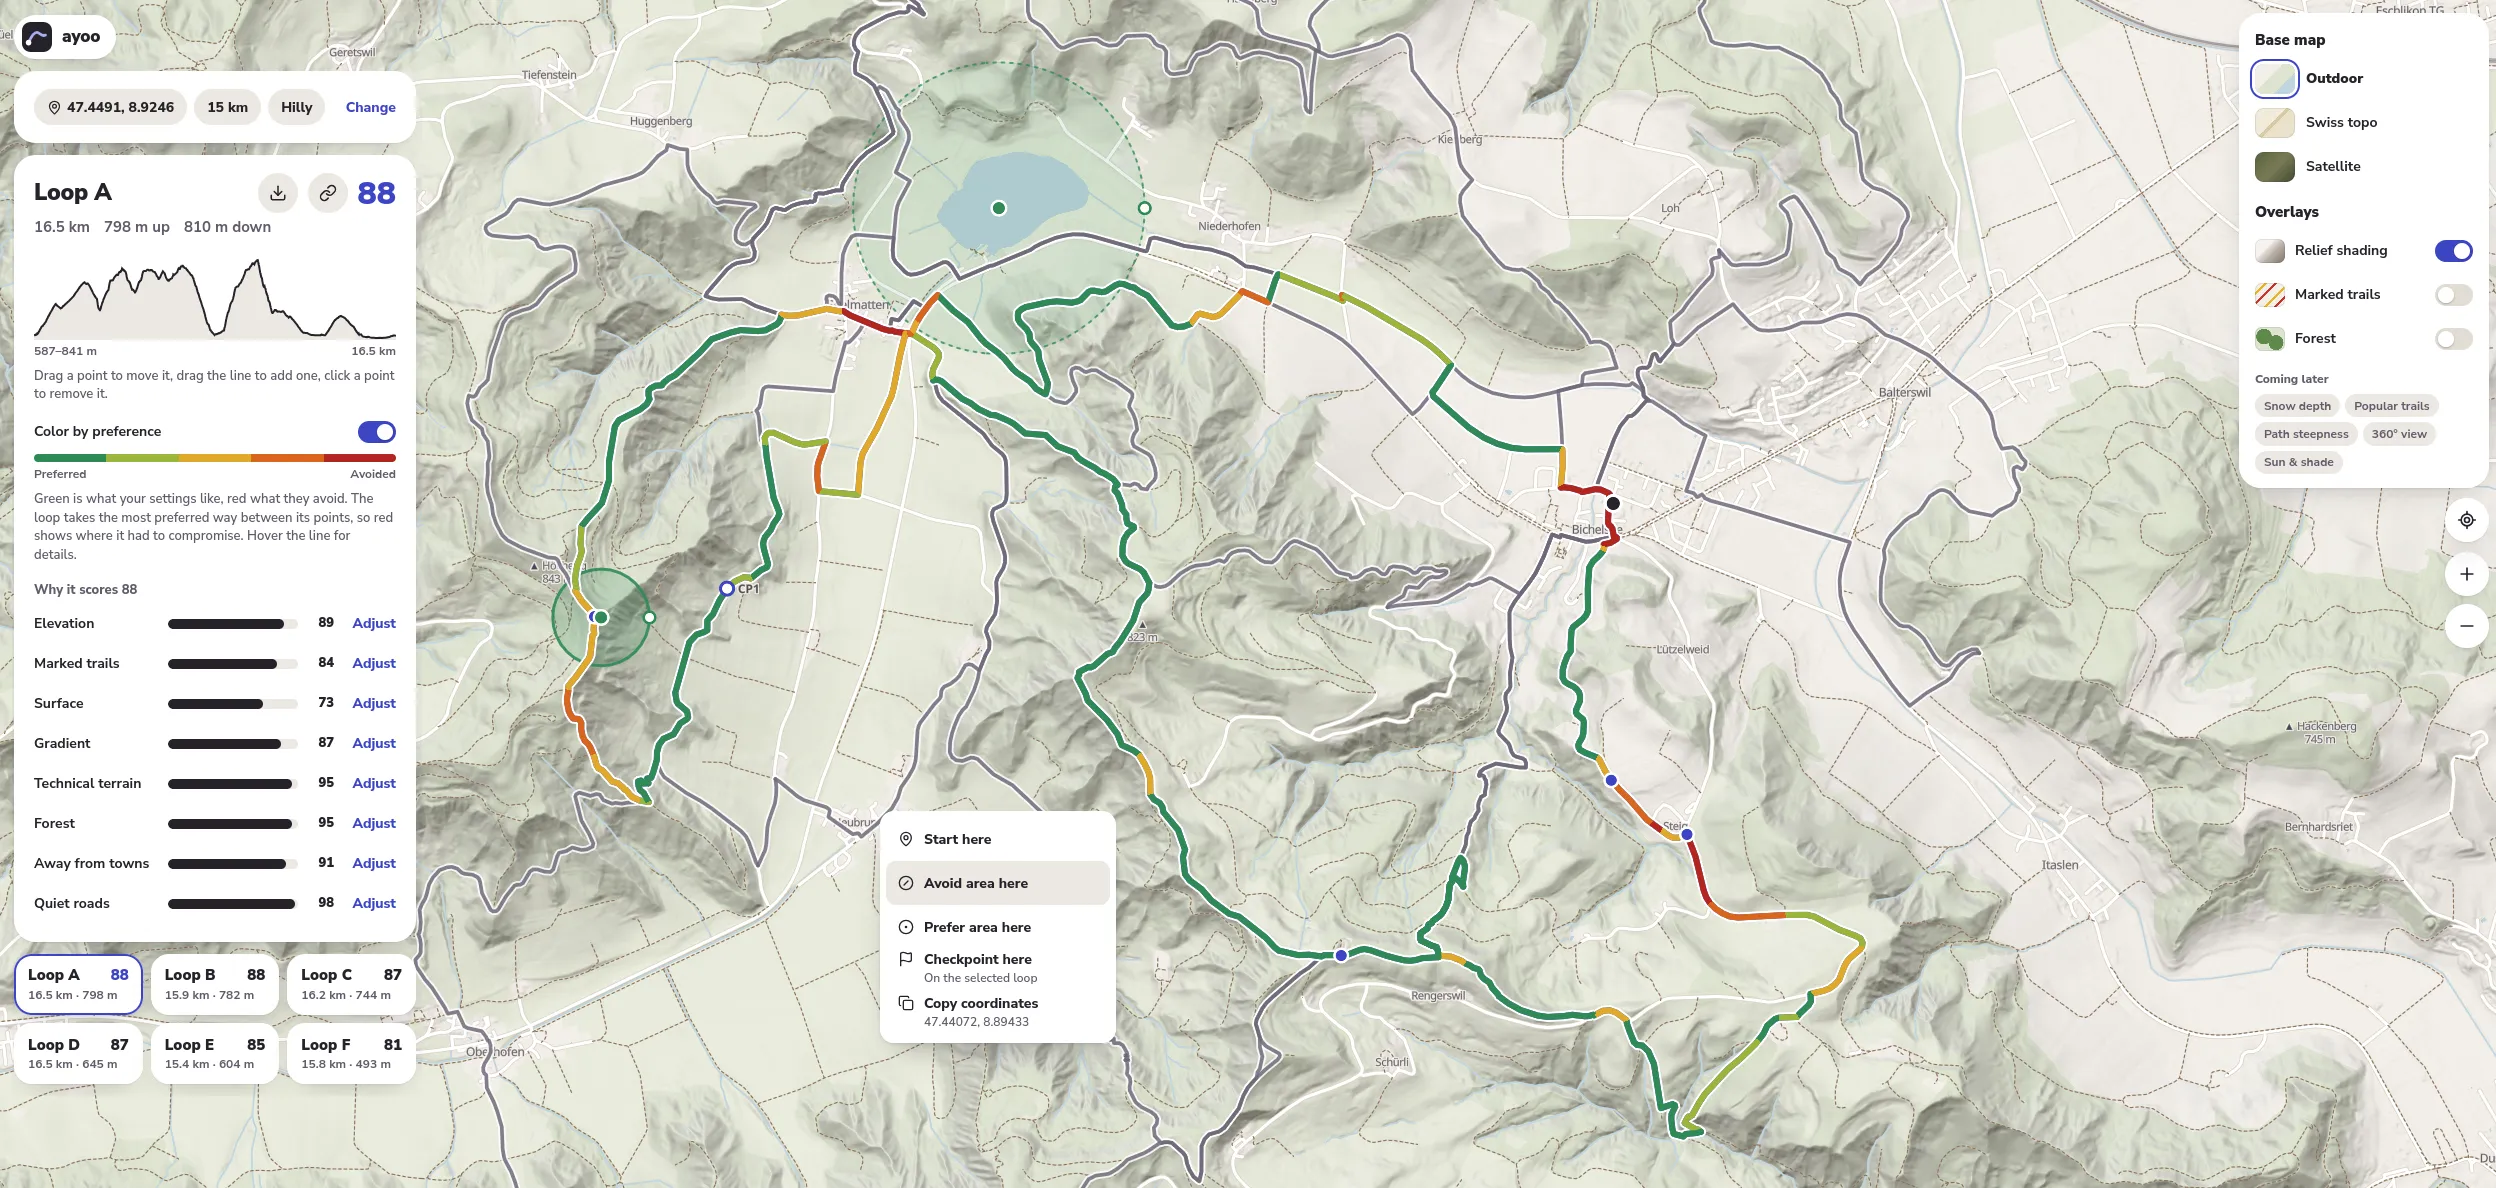 ayoo
47.4491, 8.9246
15 km
Hilly
Change
Loop A
88
16.5 km 798 m up 810 m down
587–841 m
16.5 km
Drag a point to move it, drag the line to add one, click a point
to remove it.
Color by preference
Preferred
Avoided
Green is what your settings like, red what they avoid. The
loop takes the most preferred way between its points, so red
shows where it had to compromise. Hover the line for
details.
Why it scores 88
Elevation 89 Adjust
Marked trails 84 Adjust
Surface 73 Adjust
Gradient 87 Adjust
Technical terrain 95 Adjust
Forest 95 Adjust
Away from towns 91 Adjust
Quiet roads 98 Adjust
Loop A 88
16.5 km · 798 m
Loop B 88
15.9 km · 782 m
Loop C 87
16.2 km · 744 m
Loop D 87
16.5 km · 645 m
Loop E 85
15.4 km · 604 m
Loop F 81
15.8 km · 493 m
Geretswil
Tiefenstein
Huggenberg
Niederhofen
Loh
Balterswil
CP1
Lützelweid
Hackenberg
745 m
Bernhardsriet
Itaslen
Rengerswil
Schürli
Start here
Avoid area here
Prefer area here
Checkpoint here
On the selected loop
Copy coordinates
47.44072, 8.89433
Eschlikon TG
Base map
Outdoor
Swiss topo
Satellite
Overlays
Relief shading
Marked trails
Forest
Coming later
Snow depth
Popular trails
Path steepness
360° view
Sun & shade